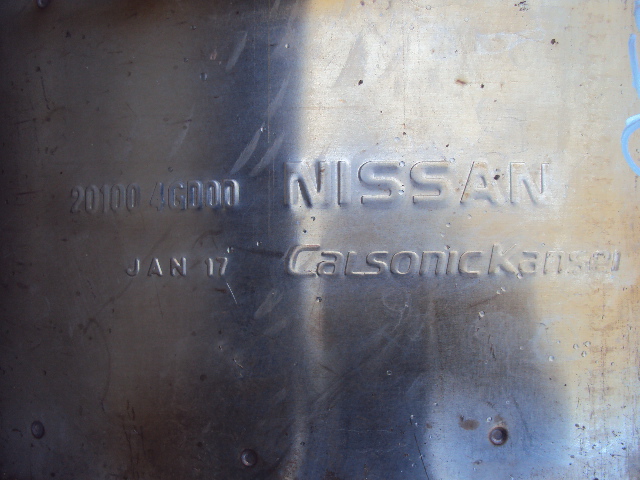 20100 4GD00 NISSAN
JAN 17 CalsonicKansei